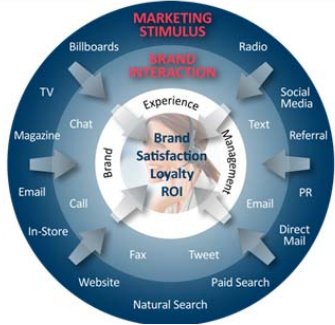 MARKETING
STIMULUS
Billboards
Radio
BRAND
INTERACTION
TV
Social
Media
Experience
Magazine
Chat
Text
Referral
Brand
Management
Brand
Satisfaction
Loyalty
ROI
Email
Call
Email
PR
In-Store
Direct
Mail
Fax
Tweet
Website
Paid Search
Natural Search